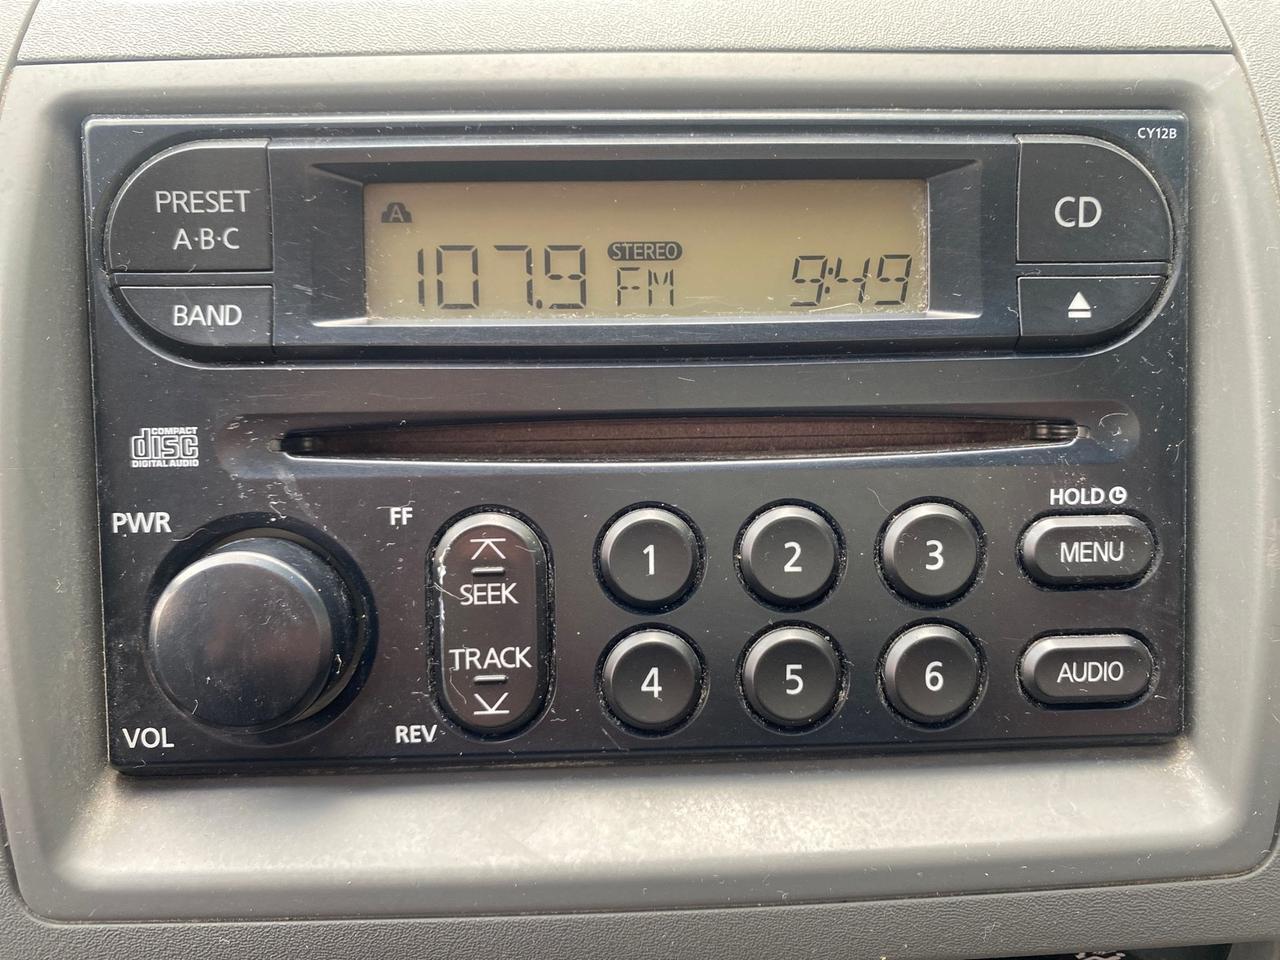 CY12B
PRESET
A·B·C
BAND
A
107.9
STEREO
FM
9:49
CD
COMPACT
disc
DIGITAL AUDIO
PWR
VOL
FF
SEEK
TRACK
REV
1
2
3
4
5
6
HOLD
MENU
AUDIO